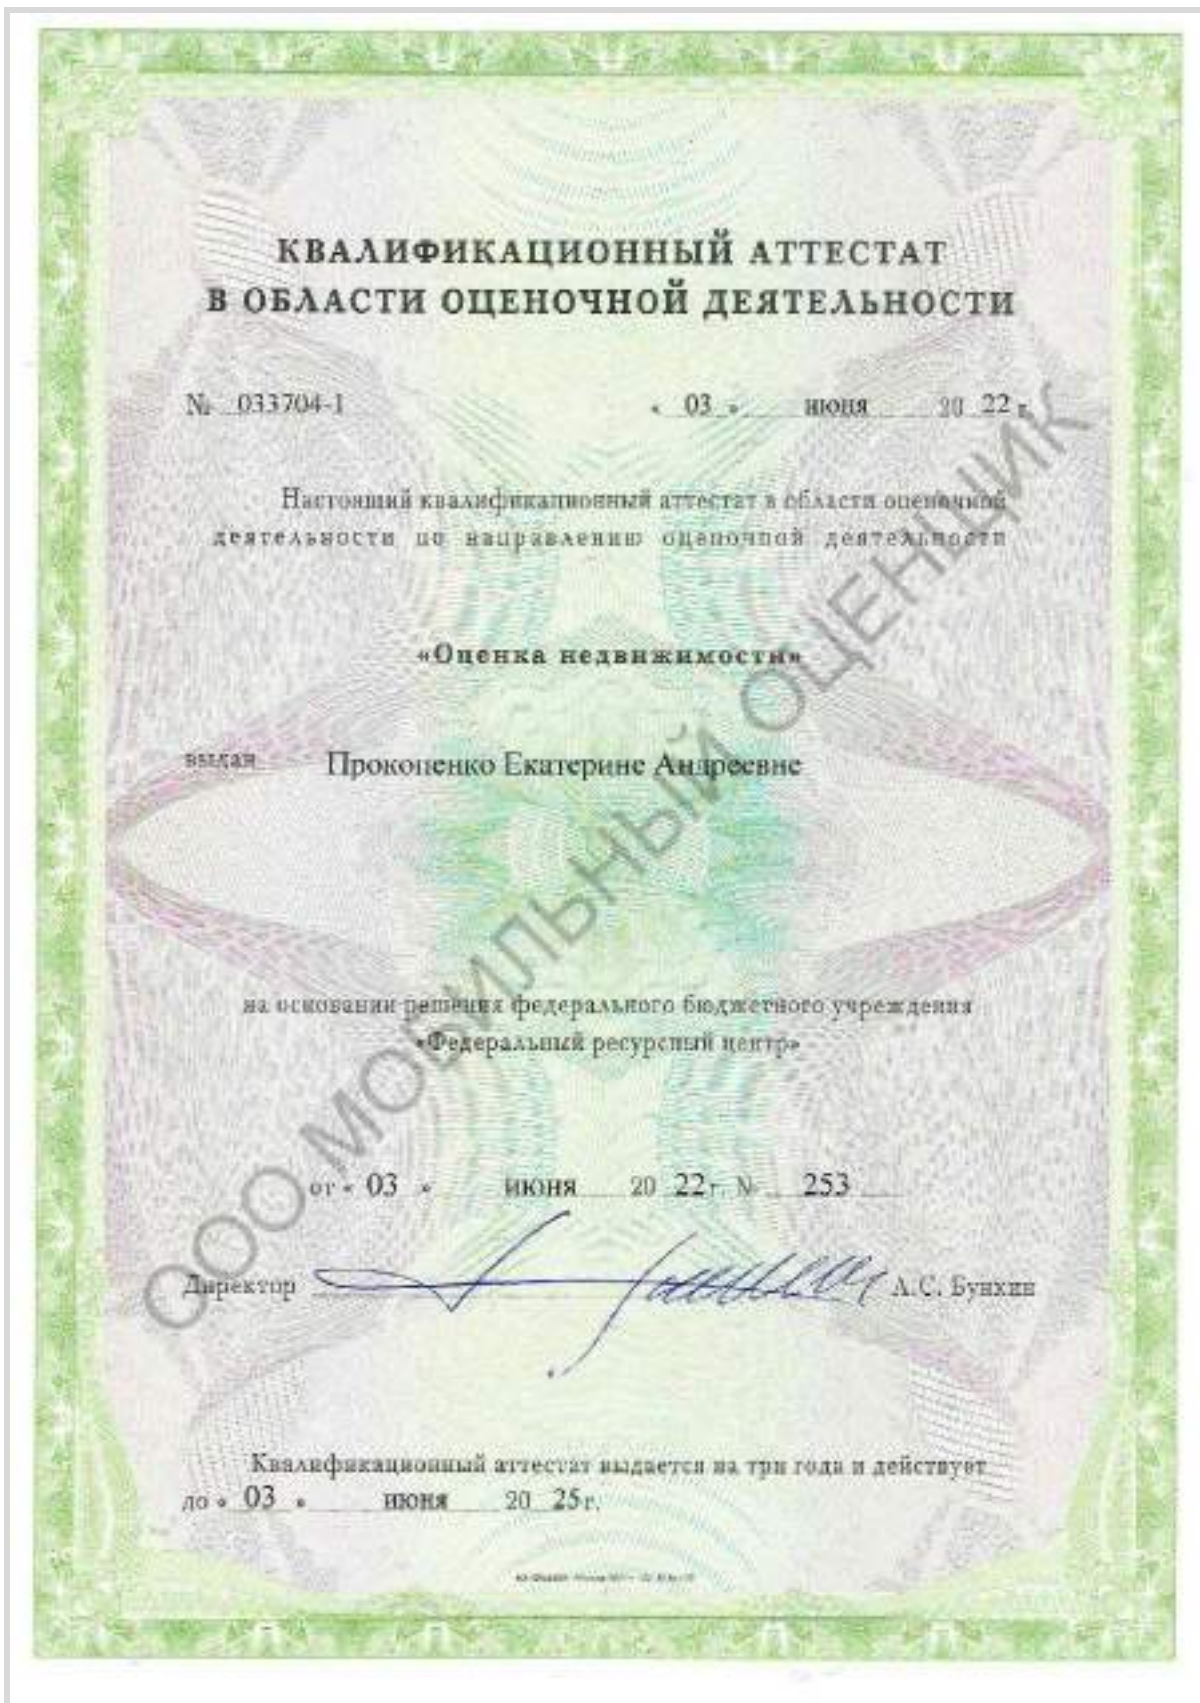 КВАЛИФИКАЦИОННЫЙ АТТЕСТАТ
В ОБЛАСТИ ОЦЕНОЧНОЙ ДЕЯТЕЛЬНОСТИ
№ 033704-1 « 03 » июня 20 22 г.
Настоящий квалификационный аттестат в области оценочной
деятельности по направлению оценочной деятельности
«Оценка недвижимости»
выдан Прокопенко Екатерине Андреевне
на основании решения федерального бюджетного учреждения
«Федеральный ресурсный центр»
от « 03 » июня 20 22 г. № 253
Директор А.С. Бункин
Квалификационный аттестат выдается на три года и действует
до « 03 » июня 20 25 г.
ООО МОБИЛЬНЫЙ ОЦЕНЩИК